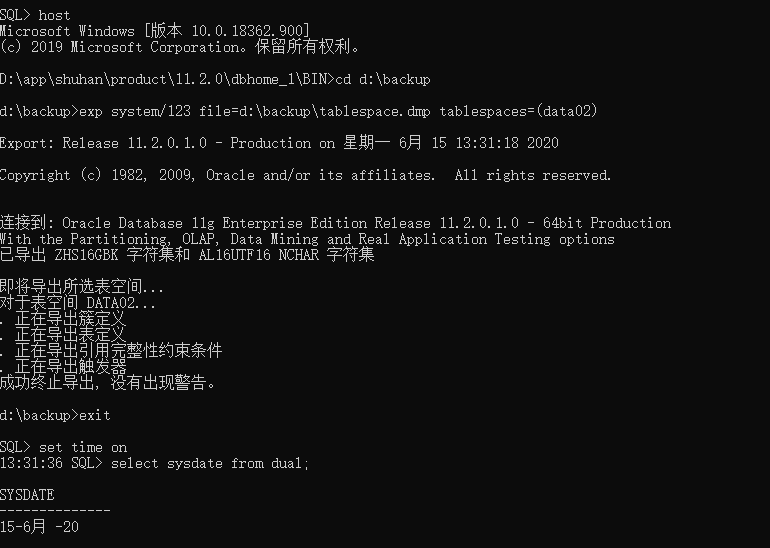 SQL> host
Microsoft Windows [版本 10.0.18362.900]
(c) 2019 Microsoft Corporation。保留所有权利。
D:\app\shuhan\product\11.2.0\dbhome_1\BIN>cd d:\backup
d:\backup>exp system/123 file=d:\backup\tablespace.dmp tablespaces=(data02)
Export: Release 11.2.0.1.0 - Production on 星期一 6月 15 13:31:18 2020
Copyright (c) 1982, 2009, Oracle and/or its affiliates.  All rights reserved.
连接到: Oracle Database 11g Enterprise Edition Release 11.2.0.1.0 - 64bit Production
With the Partitioning, OLAP, Data Mining and Real Application Testing options
已导出 ZHS16GBK 字符集和 AL16UTF16 NCHAR 字符集
即将导出所选表空间...
对于表空间 DATA02...
. 正在导出簇定义
. 正在导出表定义
. 正在导出引用完整性约束条件
. 正在导出触发器
成功终止导出, 没有出现警告。
d:\backup>exit
SQL> set time on
13:31:36 SQL> select sysdate from dual;
SYSDATE
--------------
15-6月 -20